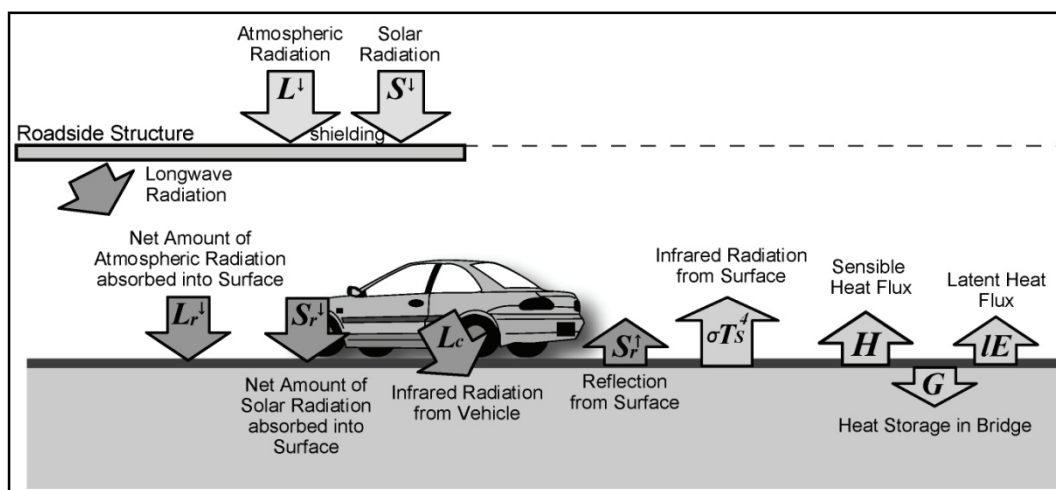 Atmospheric
Radiation
Solar
Radiation
L↓
S↓
Roadside Structure
shielding
Longwave
Radiation
Net Amount of
Atmospheric Radiation
absorbed into Surface
Infrared Radiation
from Surface
Sensible
Heat Flux
Latent Heat
Flux
Lr↓
Sr↓
Lc
Sr↑
σTs4
H
lE
G
Net Amount of
Solar Radiation
absorbed into
Surface
Infrared Radiation
from Vehicle
Reflection
from Surface
Heat Storage in Bridge